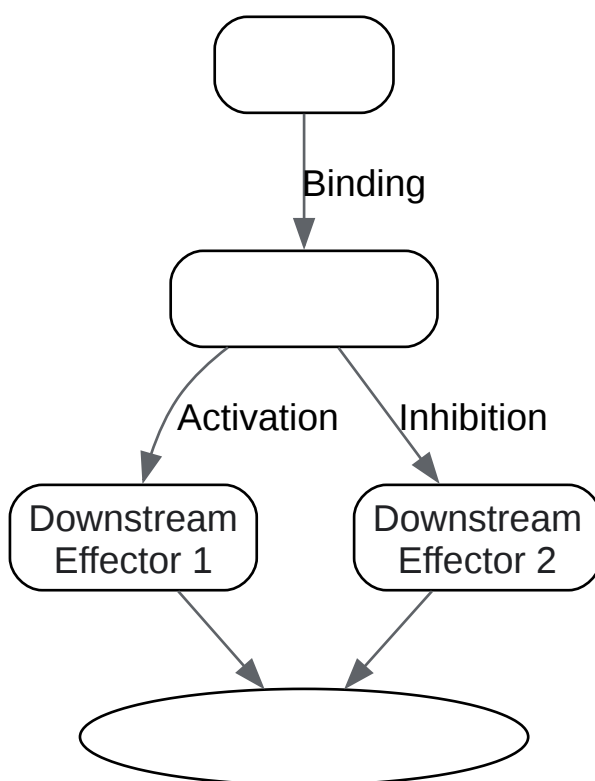 Binding
Activation
Inhibition
Downstream
Effector 1
Downstream
Effector 2